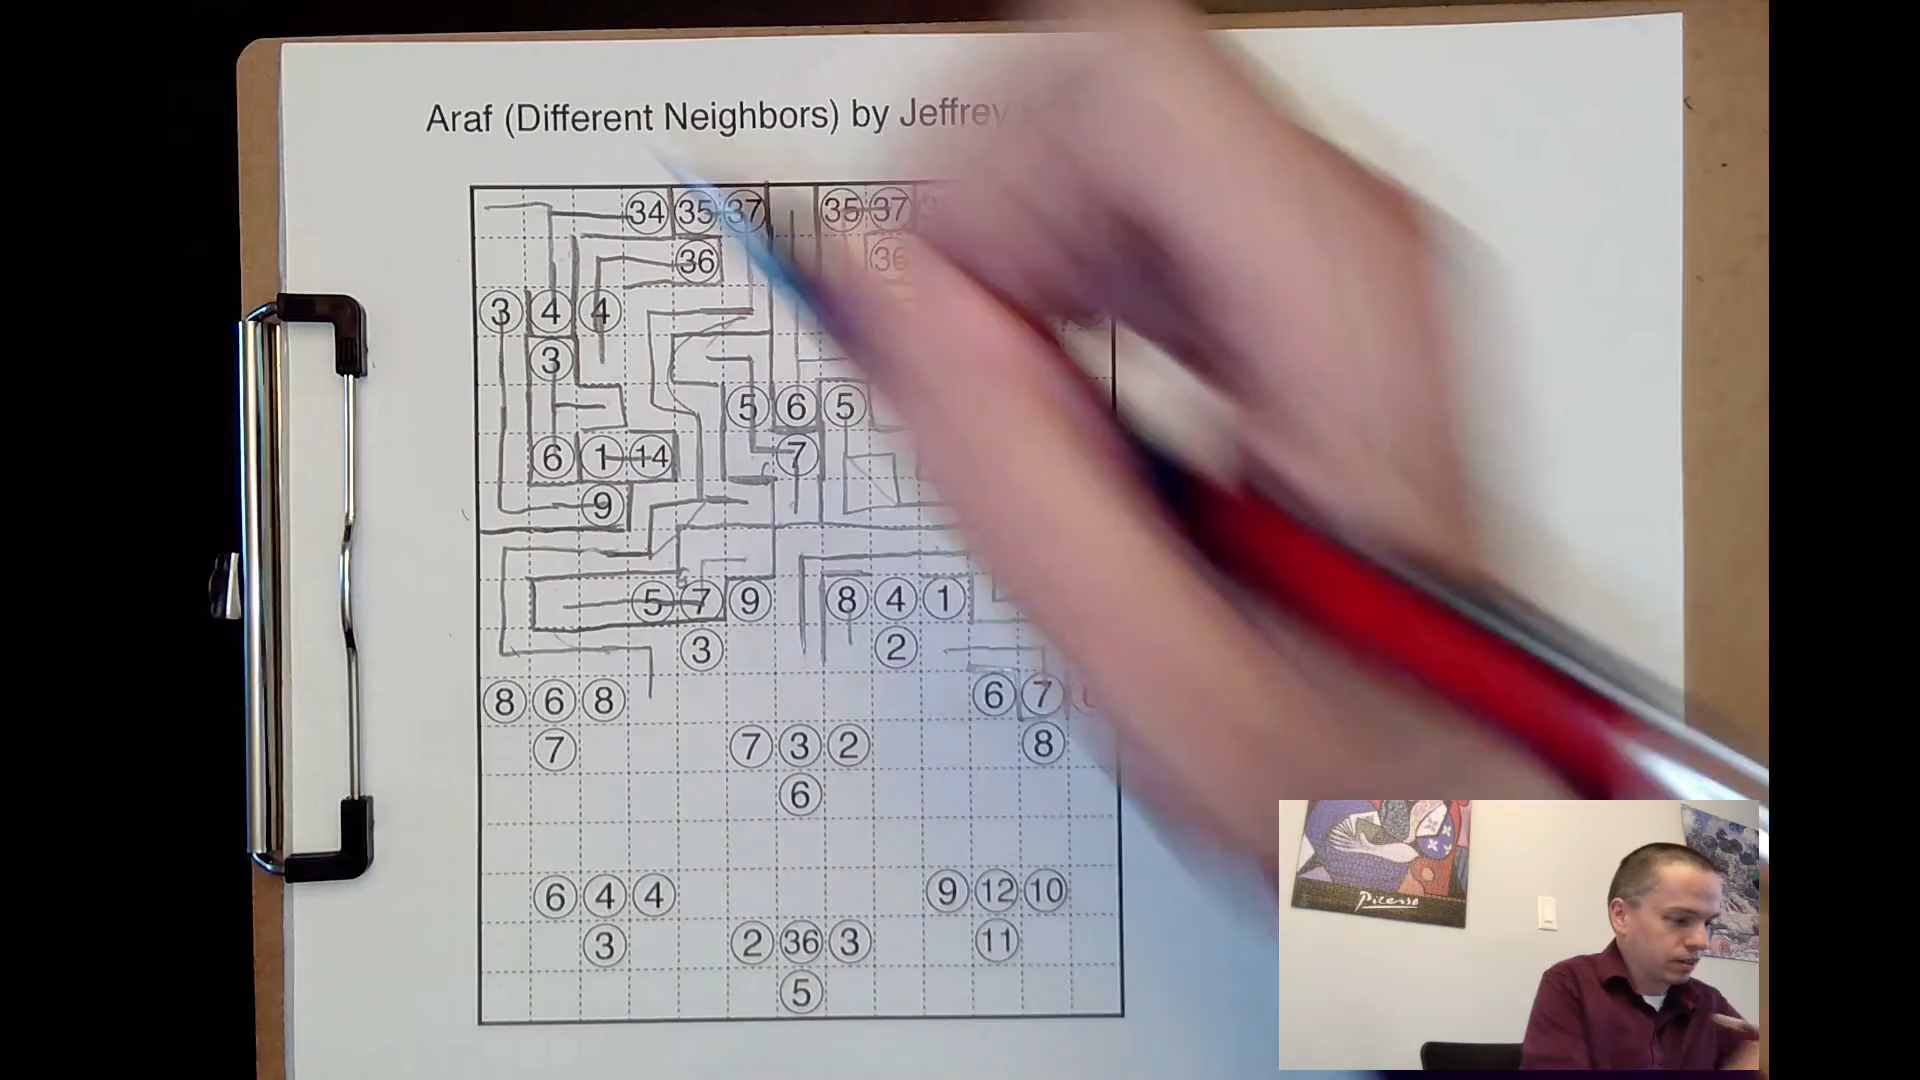 Araf (Different Neighbors) by Jeffrey
34 35 37 35 37
36 36
3 4 4
3
5 6 5
6 1 14 7
9
5 7 9 8 4 1
3 2
8 6 8 6 7
7 7 3 2 8
6
6 4 4 9 12 10
3 2 36 3 11
5
Picasso